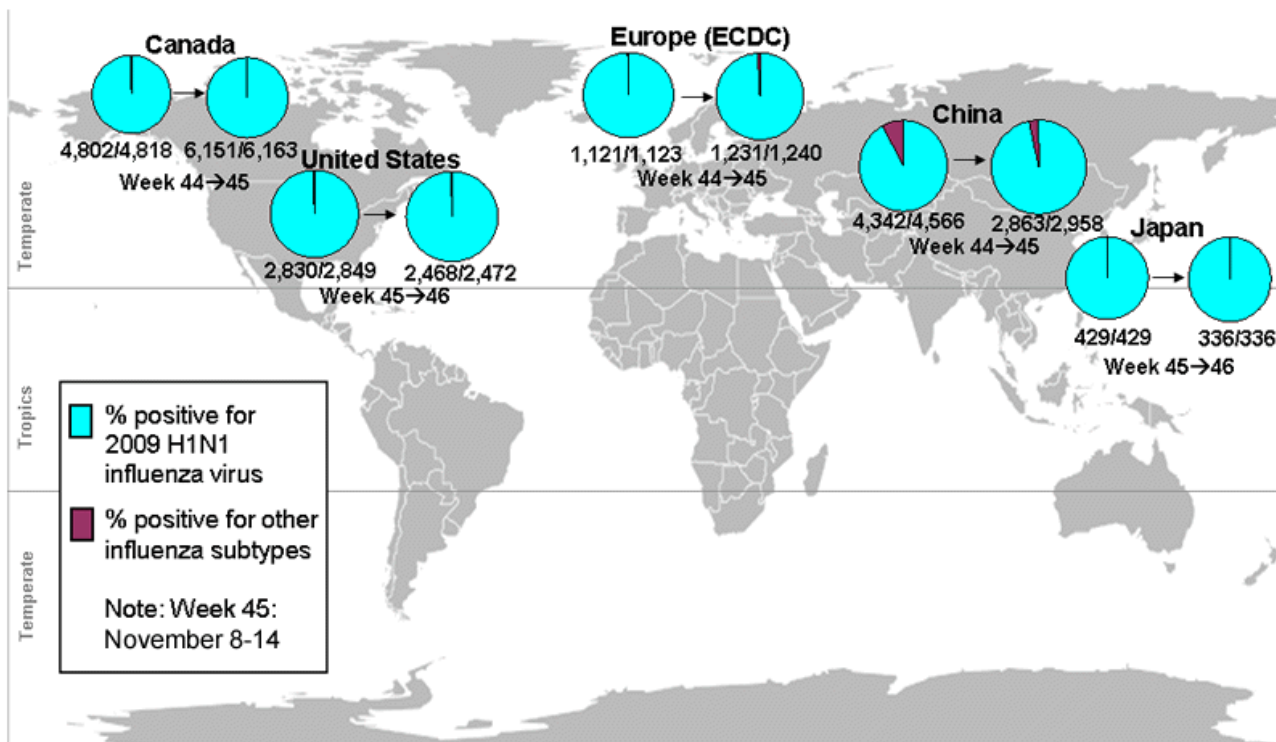 Canada
4,802/4,818
6,151/6,163
Week 44→45
United States
2,830/2,849
2,468/2,472
Week 45→46
Europe (ECDC)
1,121/1,123
1,231/1,240
Week 44→45
China
4,342/4,566
2,863/2,958
Week 44→45
Japan
429/429
336/336
Week 45→46
Temperate
Tropics
Temperate
% positive for
2009 H1N1
influenza virus
% positive for other
influenza subtypes
Note: Week 45:
November 8-14